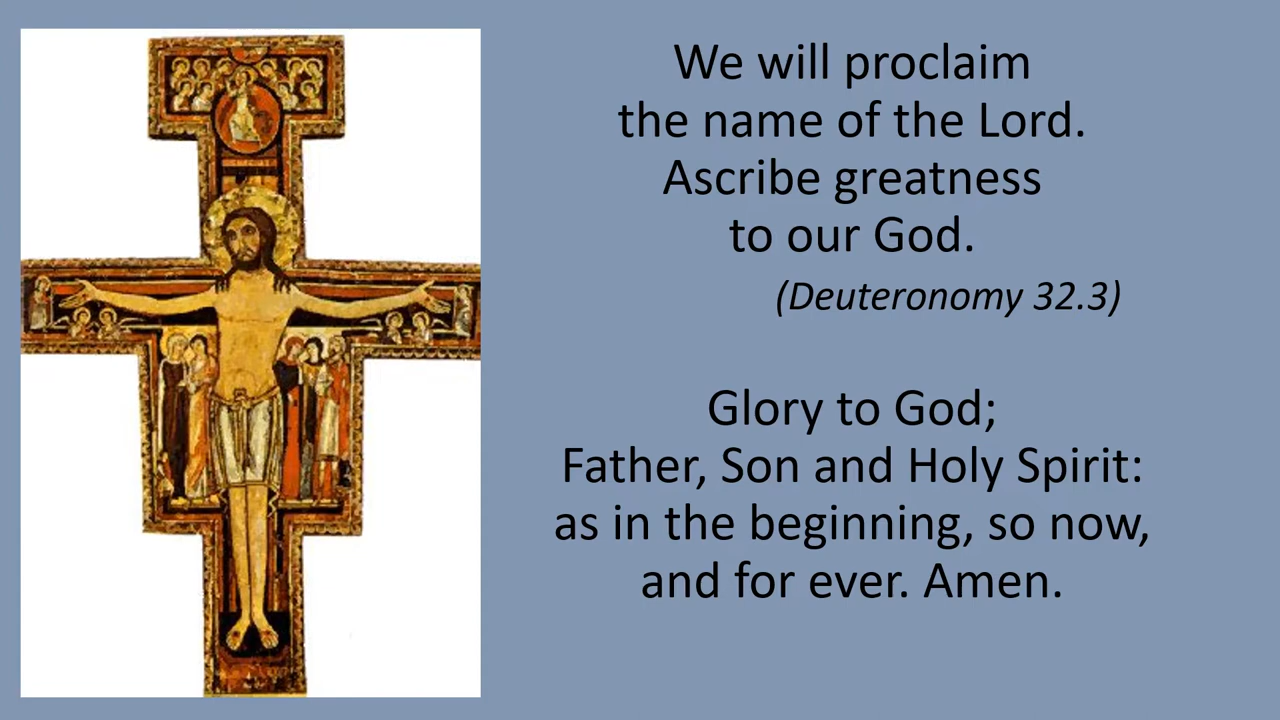 We will proclaim
the name of the Lord.
Ascribe greatness
to our God.
(Deuteronomy 32.3)
Glory to God;
Father, Son and Holy Spirit:
as in the beginning, so now,
and for ever. Amen.